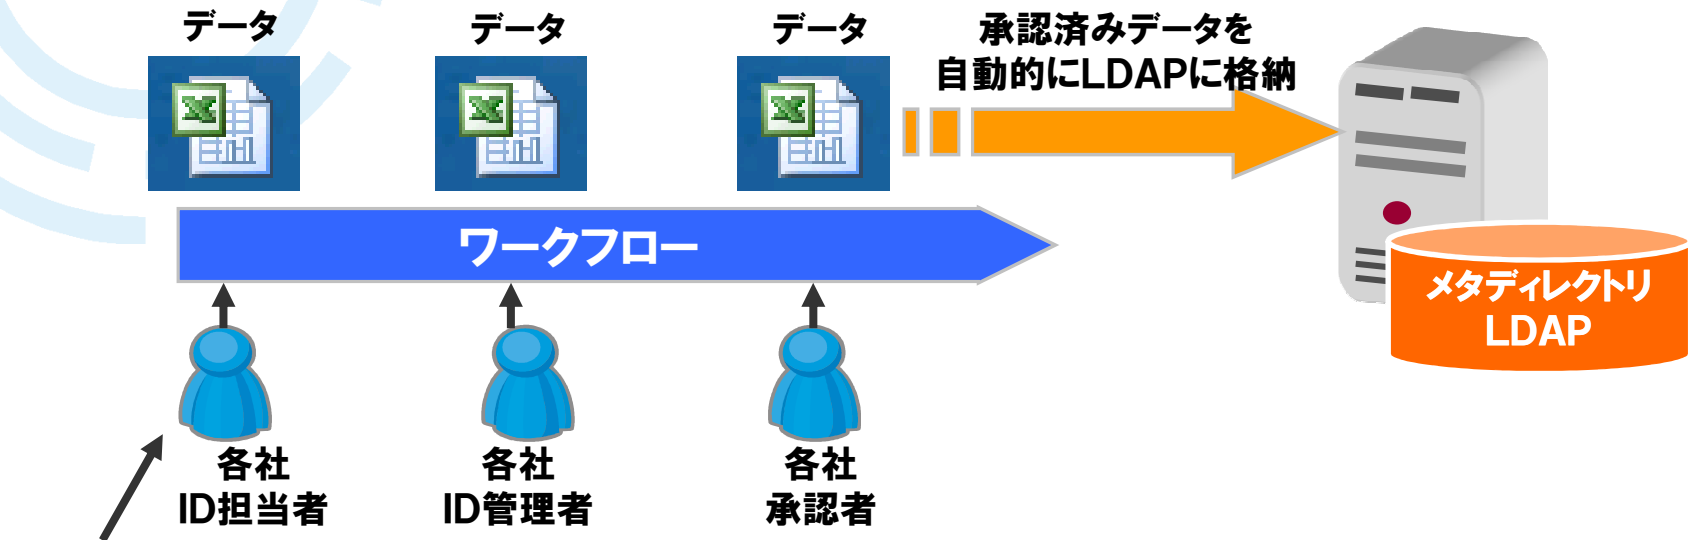 データ
データ
データ
承認済みデータを
自動的にLDAPに格納
ワークフロー
メタディレクトリ
LDAP
各社
ID担当者
各社
ID管理者
各社
承認者